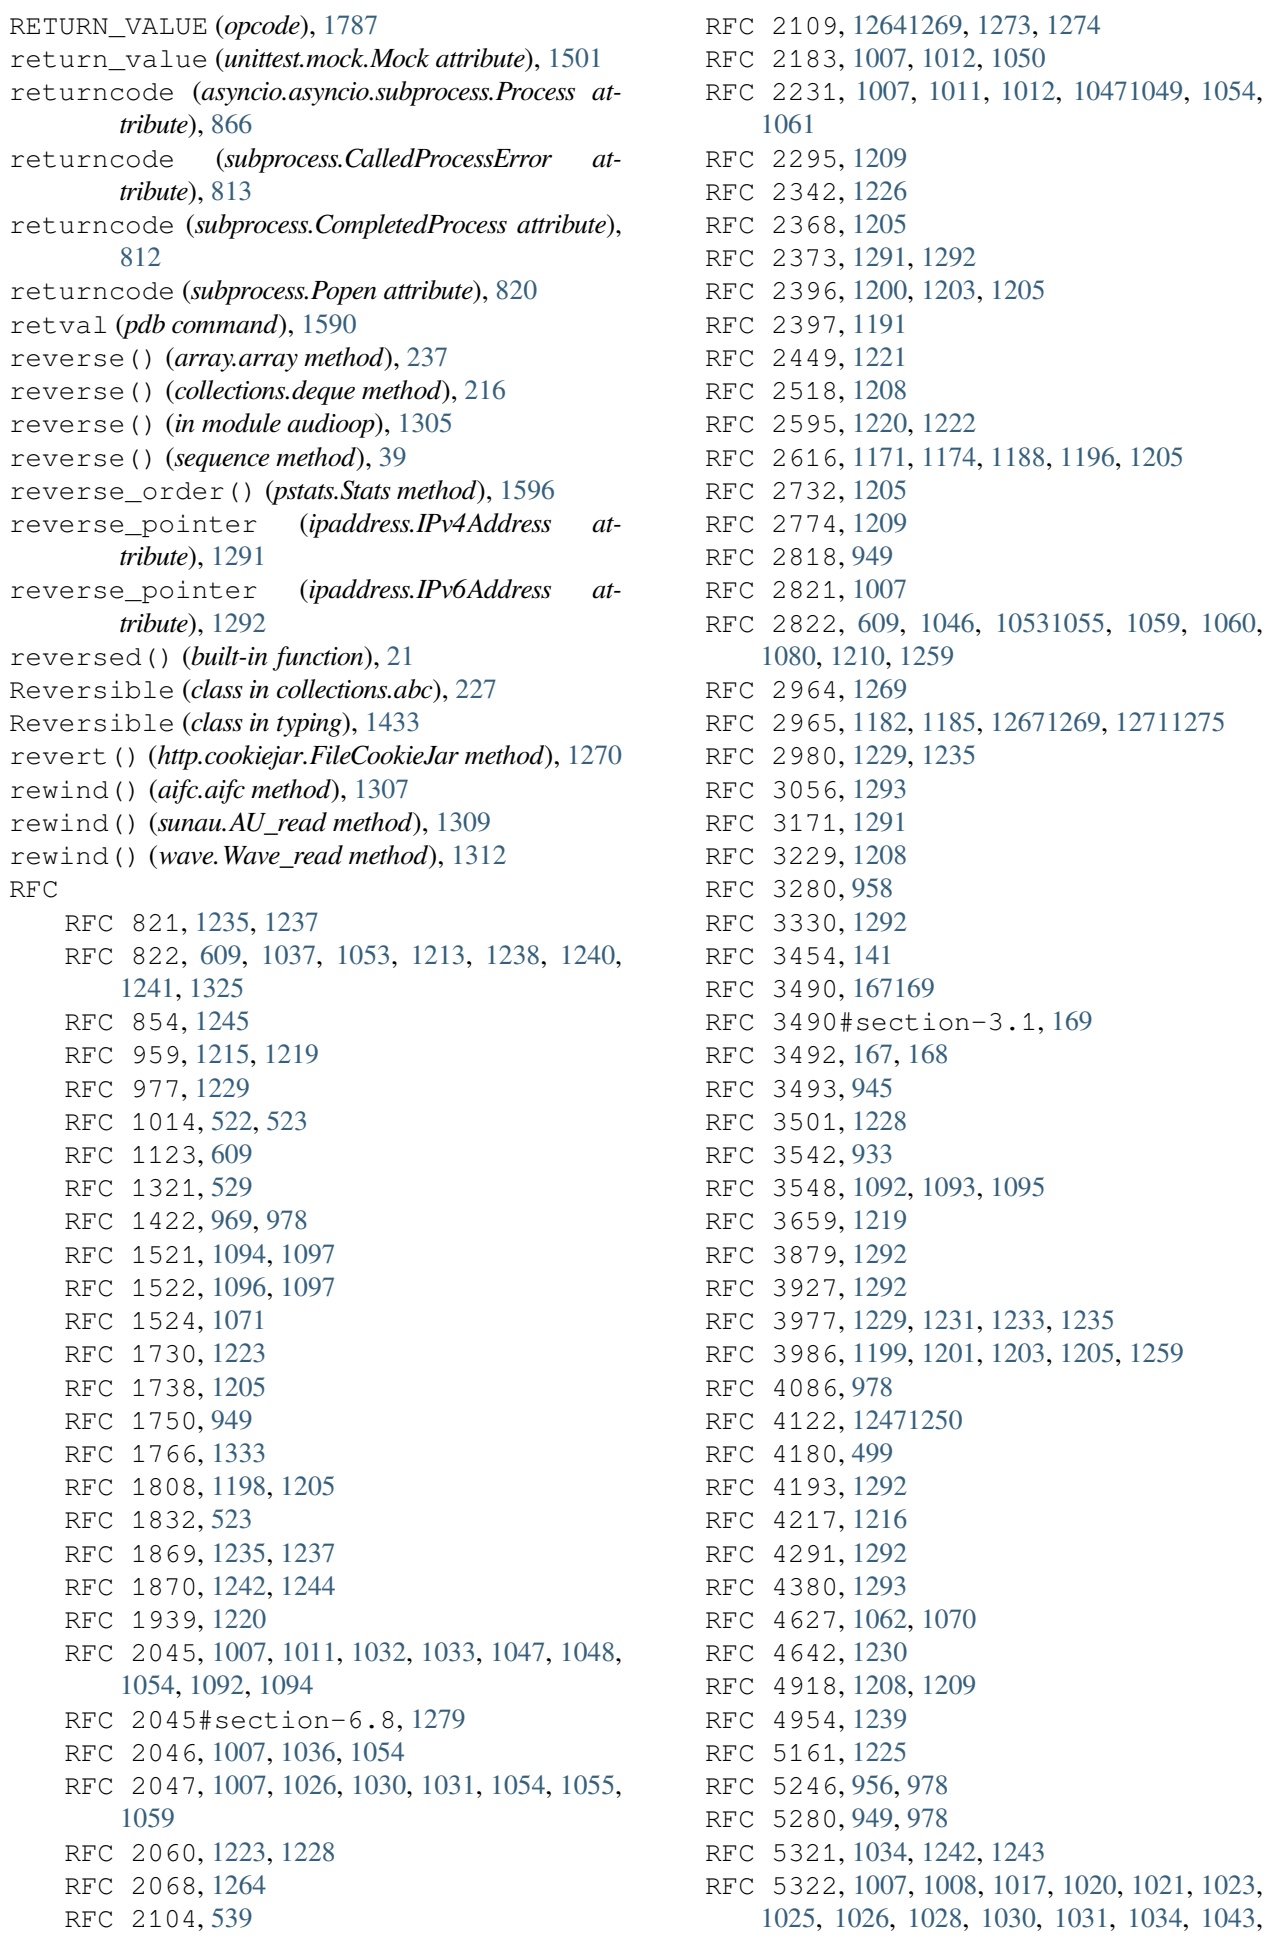 RETURN_VALUE (opcode), 1787
return_value (unittest.mock.Mock attribute), 1501
returncode (asyncio.asyncio.subprocess.Process at-
tribute), 866
returncode (subprocess.CalledProcessError at-
tribute), 813
returncode (subprocess.CompletedProcess attribute),
812
returncode (subprocess.Popen attribute), 820
retval (pdb command), 1590
reverse() (array.array method), 237
reverse() (collections.deque method), 216
reverse() (in module audioop), 1305
reverse() (sequence method), 39
reverse_order() (pstats.Stats method), 1596
reverse_pointer (ipaddress.IPv4Address at-
tribute), 1291
reverse_pointer (ipaddress.IPv6Address at-
tribute), 1292
reversed() (built-in function), 21
Reversible (class in collections.abc), 227
Reversible (class in typing), 1433
revert() (http.cookiejar.FileCookieJar method), 1270
rewind() (aifc.aifc method), 1307
rewind() (sunau.AU_read method), 1309
rewind() (wave.Wave_read method), 1312
RFC
RFC 821, 1235, 1237
RFC 822, 609, 1037, 1053, 1213, 1238, 1240,
1241, 1325
RFC 854, 1245
RFC 959, 1215, 1219
RFC 977, 1229
RFC 1014, 522, 523
RFC 1123, 609
RFC 1321, 529
RFC 1422, 969, 978
RFC 1521, 1094, 1097
RFC 1522, 1096, 1097
RFC 1524, 1071
RFC 1730, 1223
RFC 1738, 1205
RFC 1750, 949
RFC 1766, 1333
RFC 1808, 1198, 1205
RFC 1832, 523
RFC 1869, 1235, 1237
RFC 1870, 1242, 1244
RFC 1939, 1220
RFC 2045, 1007, 1011, 1032, 1033, 1047, 1048,
1054, 1092, 1094
RFC 2045#section-6.8, 1279
RFC 2046, 1007, 1036, 1054
RFC 2047, 1007, 1026, 1030, 1031, 1054, 1055,
1059
RFC 2060, 1223, 1228
RFC 2068, 1264
RFC 2104, 539
RFC 2109, 12641269, 1273, 1274
RFC 2183, 1007, 1012, 1050
RFC 2231, 1007, 1011, 1012, 10471049, 1054,
1061
RFC 2295, 1209
RFC 2342, 1226
RFC 2368, 1205
RFC 2373, 1291, 1292
RFC 2396, 1200, 1203, 1205
RFC 2397, 1191
RFC 2449, 1221
RFC 2518, 1208
RFC 2595, 1220, 1222
RFC 2616, 1171, 1174, 1188, 1196, 1205
RFC 2732, 1205
RFC 2774, 1209
RFC 2818, 949
RFC 2821, 1007
RFC 2822, 609, 1046, 10531055, 1059, 1060,
1080, 1210, 1259
RFC 2964, 1269
RFC 2965, 1182, 1185, 12671269, 12711275
RFC 2980, 1229, 1235
RFC 3056, 1293
RFC 3171, 1291
RFC 3229, 1208
RFC 3280, 958
RFC 3330, 1292
RFC 3454, 141
RFC 3490, 167169
RFC 3490#section-3.1, 169
RFC 3492, 167, 168
RFC 3493, 945
RFC 3501, 1228
RFC 3542, 933
RFC 3548, 1092, 1093, 1095
RFC 3659, 1219
RFC 3879, 1292
RFC 3927, 1292
RFC 3977, 1229, 1231, 1233, 1235
RFC 3986, 1199, 1201, 1203, 1205, 1259
RFC 4086, 978
RFC 4122, 12471250
RFC 4180, 499
RFC 4193, 1292
RFC 4217, 1216
RFC 4291, 1292
RFC 4380, 1293
RFC 4627, 1062, 1070
RFC 4642, 1230
RFC 4918, 1208, 1209
RFC 4954, 1239
RFC 5161, 1225
RFC 5246, 956, 978
RFC 5280, 949, 978
RFC 5321, 1034, 1242, 1243
RFC 5322, 1007, 1008, 1017, 1020, 1021, 1023,
1025, 1026, 1028, 1030, 1031, 1034, 1043,